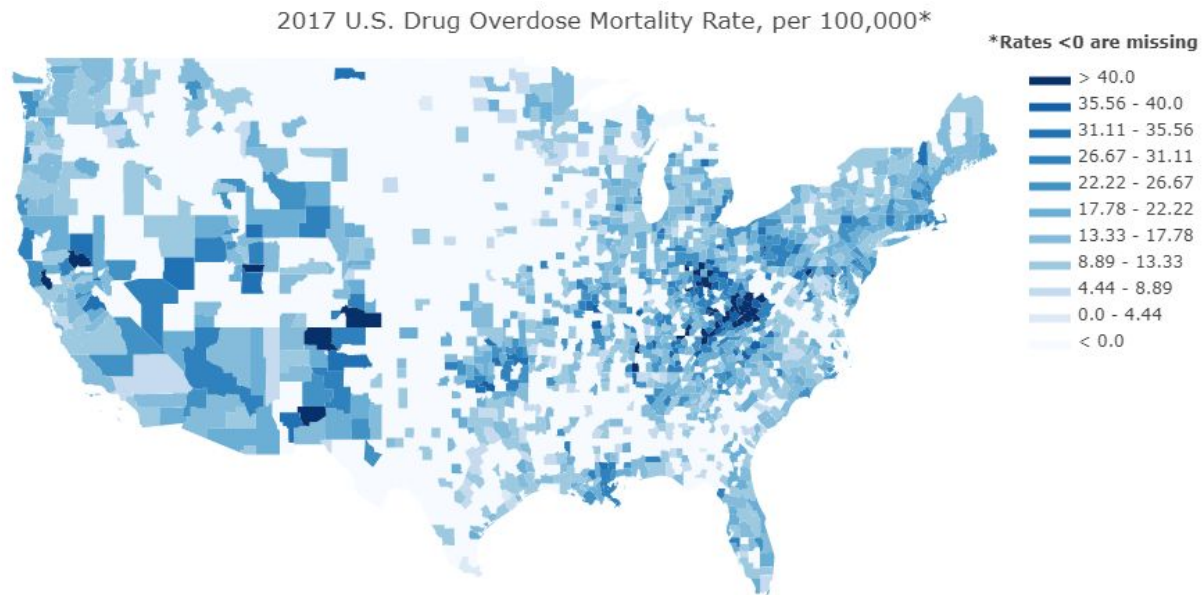 2017 U.S. Drug Overdose Mortality Rate, per 100,000*
*Rates <0 are missing
> 40.0
35.56 - 40.0
31.11 - 35.56
26.67 - 31.11
22.22 - 26.67
17.78 - 22.22
13.33 - 17.78
8.89 - 13.33
4.44 - 8.89
0.0 - 4.44
< 0.0